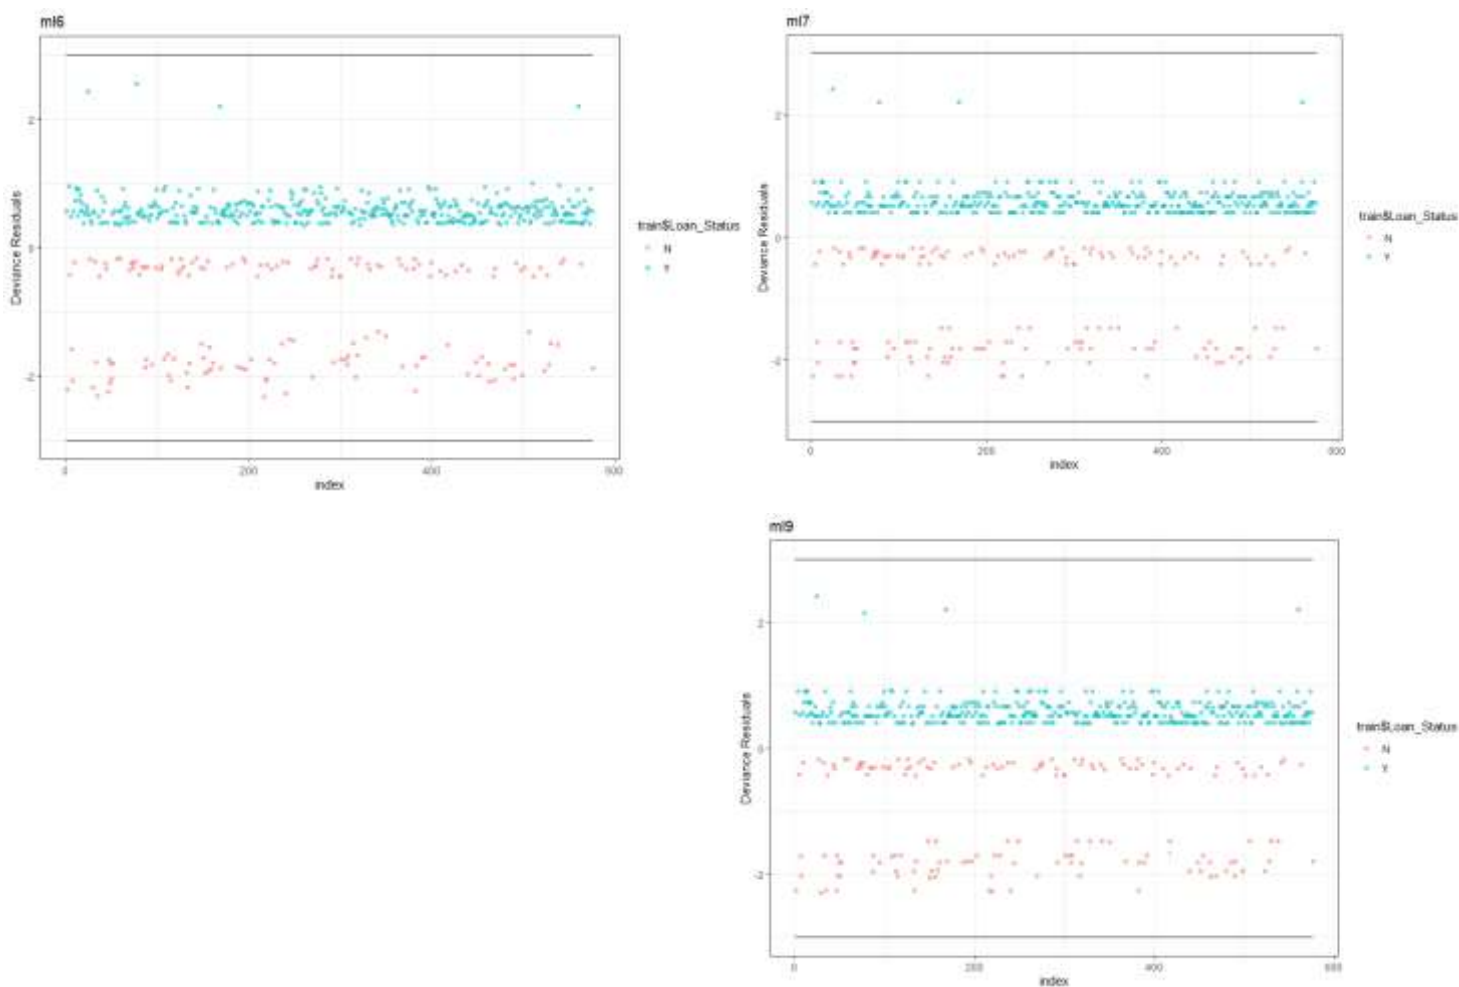 ml6
2
0
-2
Deviance Residuals
0
200
400
600
index
train$Loan_Status
N
Y
ml7
2
0
-2
Deviance Residuals
0
200
400
600
index
train$Loan_Status
N
Y
ml9
2
0
-2
Deviance Residuals
0
200
400
600
index
train$Loan_Status
N
Y